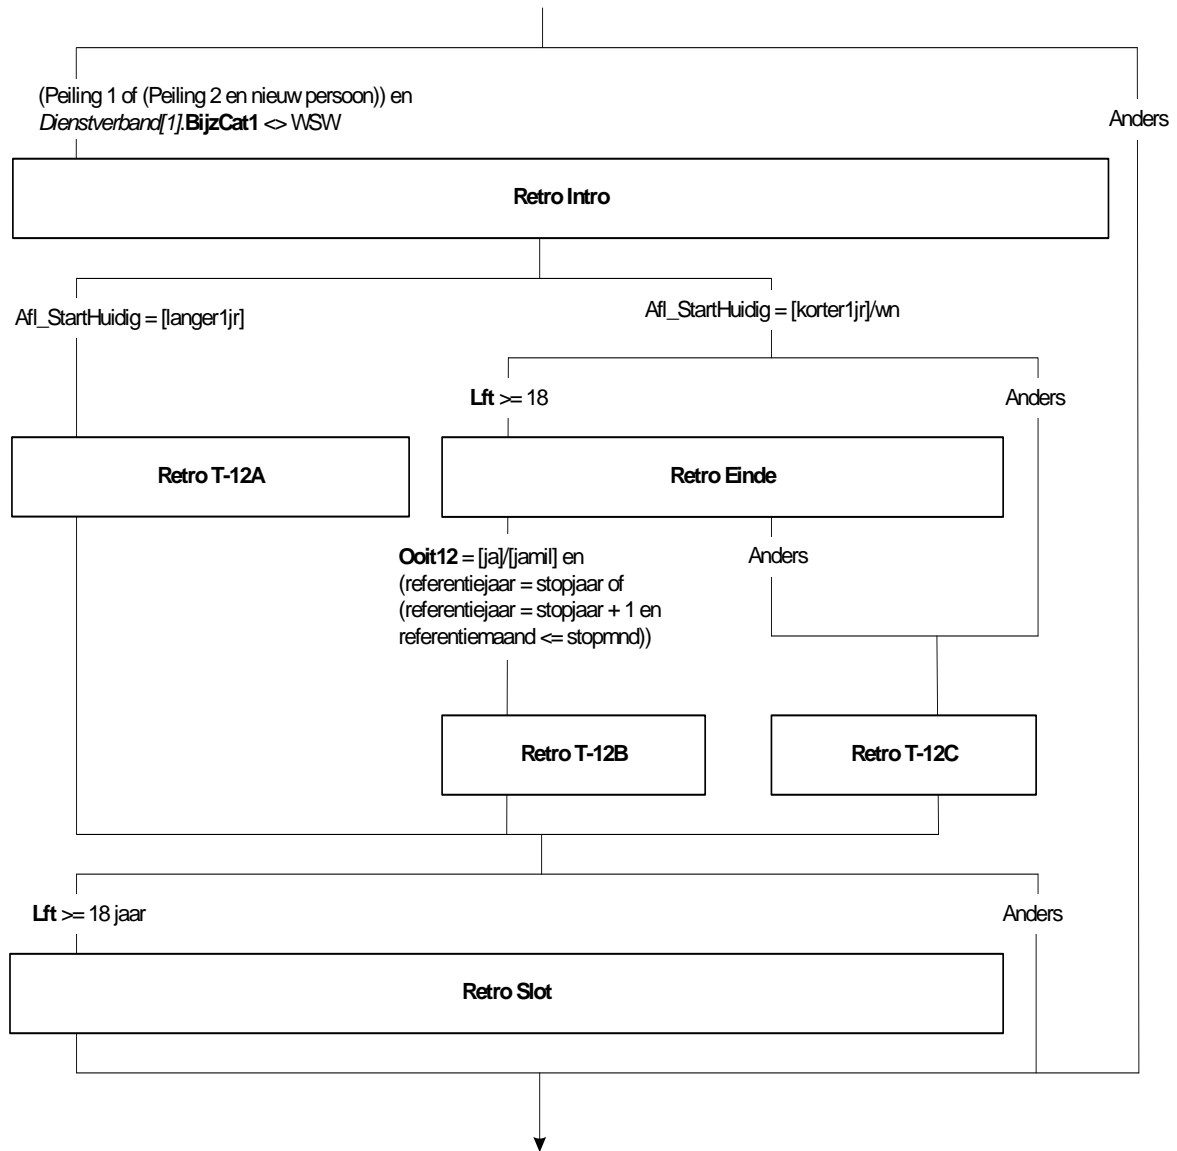 (Peiling 1 of (Peiling 2 en nieuw persoon)) en
Dienstverband[1].BijzCat1 <> WSW
Anders
Retro Intro
Afl_StartHuidig = [langer1jr]
Afl_StartHuidig = [korter1jr]/wn
Lft >= 18
Anders
Retro T-12A
Retro Einde
Ooit12 = [ja]/[jamil] en
(referentiejaar = stopjaar of
(referentiejaar = stopjaar + 1 en
referentiemaand <= stopmnd))
Anders
Retro T-12B
Retro T-12C
Lft >= 18 jaar
Anders
Retro Slot